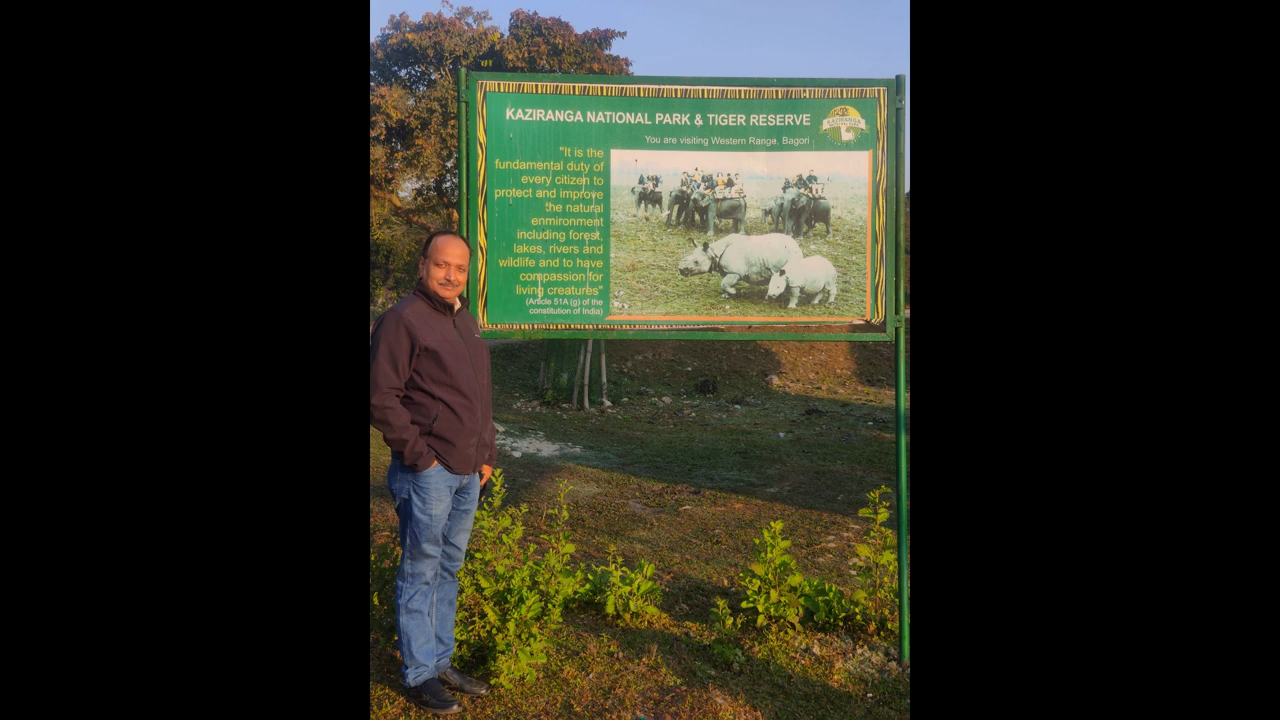 KAZIRANGA NATIONAL PARK & TIGER RESERVE
KAZIRANGA
You are visiting Western Range, Bagori
"It is the
fundamental duty of
every citizen to
protect and improve
the natural
enmironment
including forest,
lakes, rivers and
wildlife and to have
compassion for
living creatures"
(Article 51A (g) of the
constitution of India)